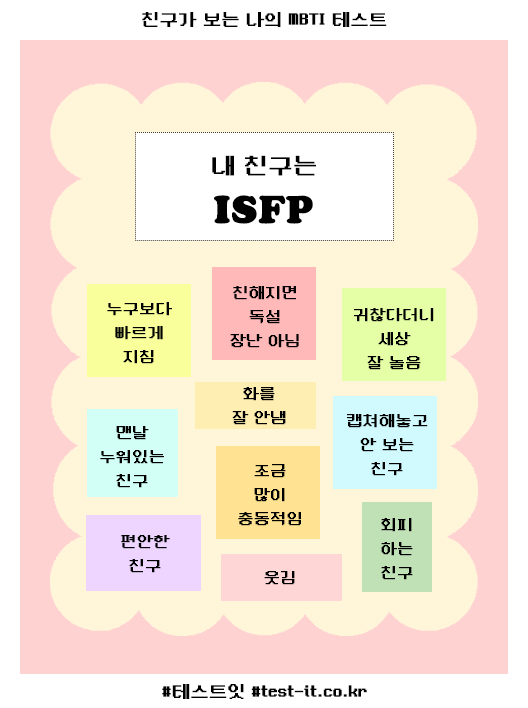 친구가 보는 나의 MBTI 테스트
내 친구는
ISFP
누구보다
빠르게
지침
친해지면
독설
장난 아님
귀찮다더니
세상
잘 놀음
화를
잘 안냄
맨날
누워있는
친구
캡쳐해놓고
안 보는
친구
조금
많이
충동적임
편안한
친구
회피
하는
친구
웃김
#테스트잇 #test-it.co.kr